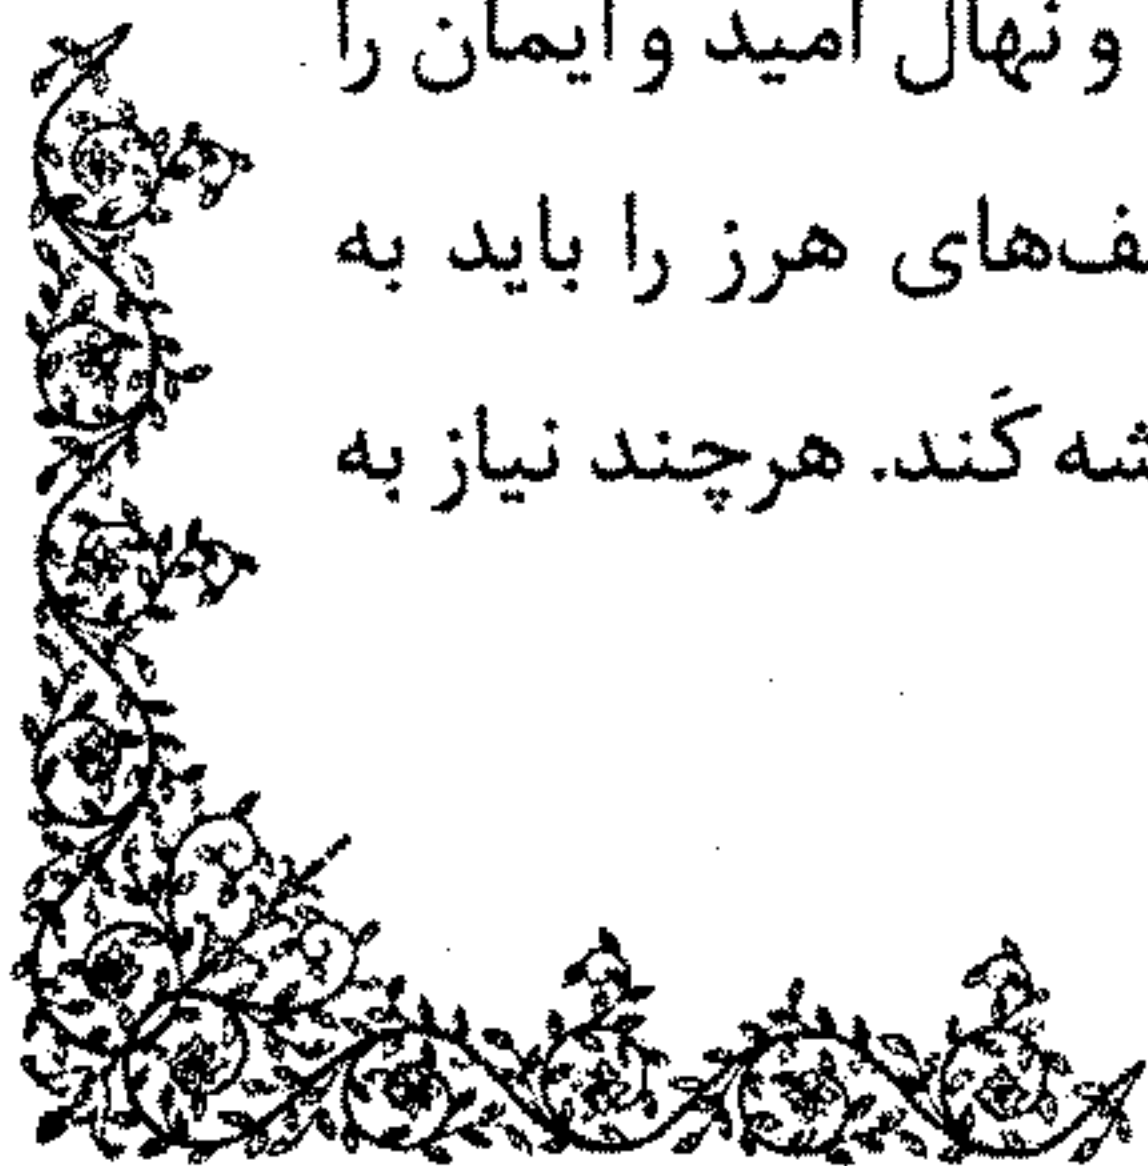 و نهال امید و ایمان را
ف‌های هرز را باید به
شه کَند. هرچند نیاز به